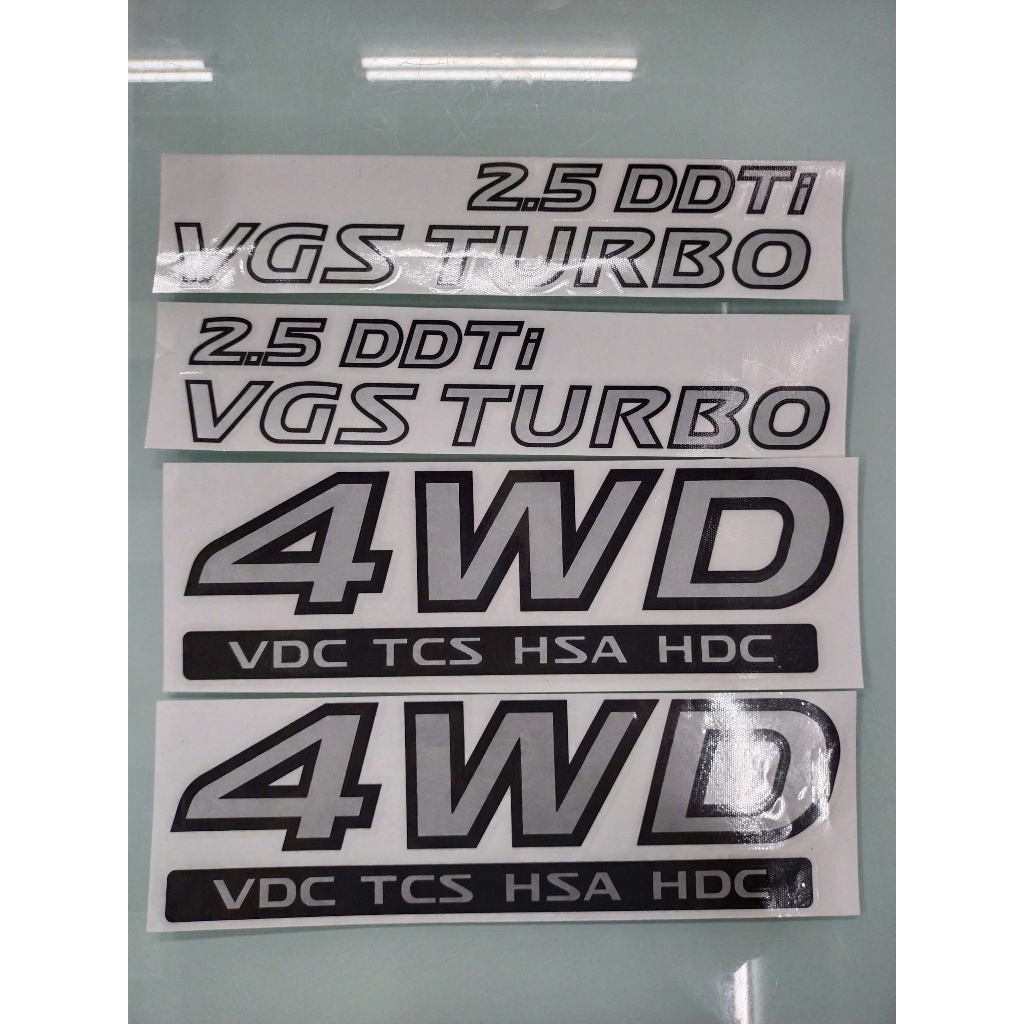 2.5 DDTi
VGS TURBO
2.5 DDTi
VGS TURBO
4WD
VDC TCS HSA HDC
4WD
VDC TCS HSA HDC